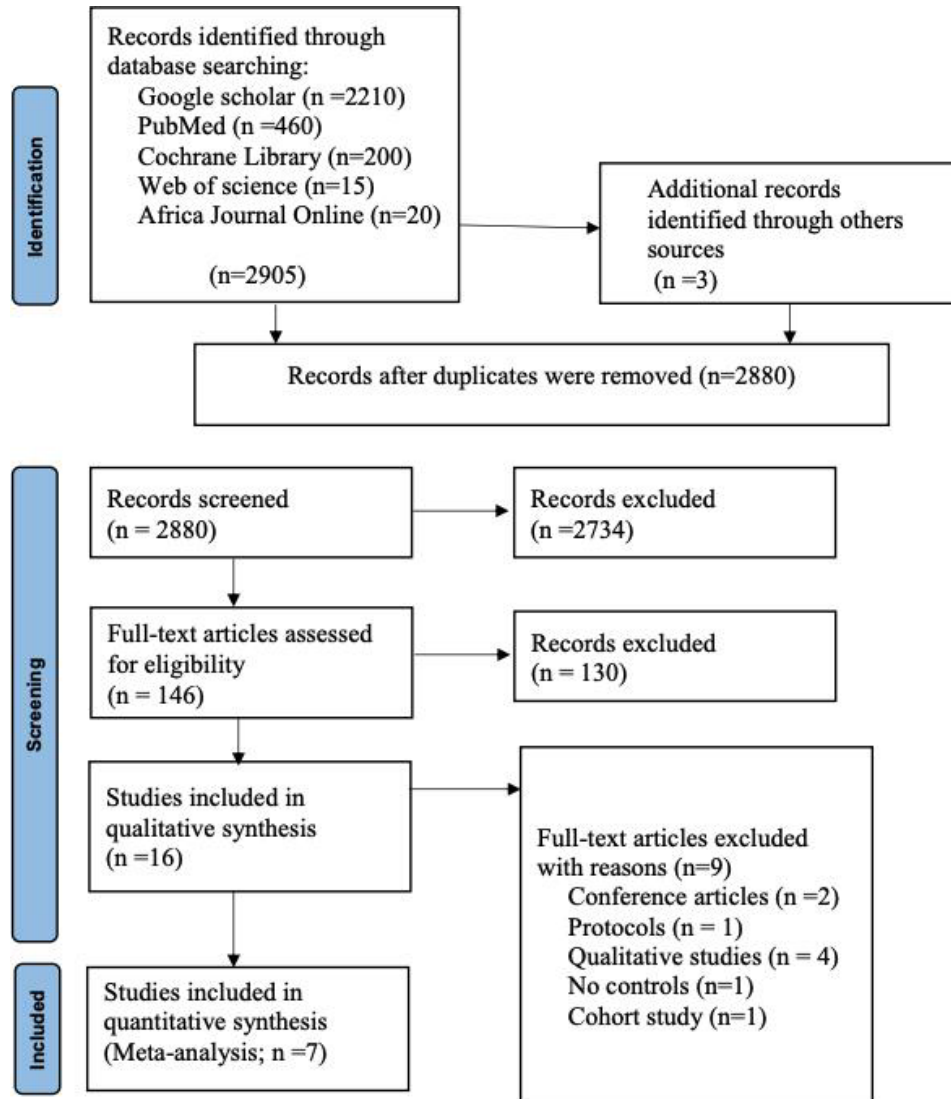 Identification
Records identified through
database searching:
Google scholar (n =2210)
PubMed (n =460)
Cochrane Library (n=200)
Web of science (n=15)
Africa Journal Online (n=20)
(n=2905)
Additional records
identified through others
sources
(n =3)
Records after duplicates were removed (n=2880)
Screening
Records screened
(n = 2880)
Records excluded
(n =2734)
Full-text articles assessed
for eligibility
(n = 146)
Records excluded
(n = 130)
Studies included in
qualitative synthesis
(n =16)
Full-text articles excluded
with reasons (n=9)
Conference articles (n =2)
Protocols (n = 1)
Qualitative studies (n = 4)
No controls (n=1)
Cohort study (n=1)
Included
Studies included in
quantitative synthesis
(Meta-analysis; n =7)